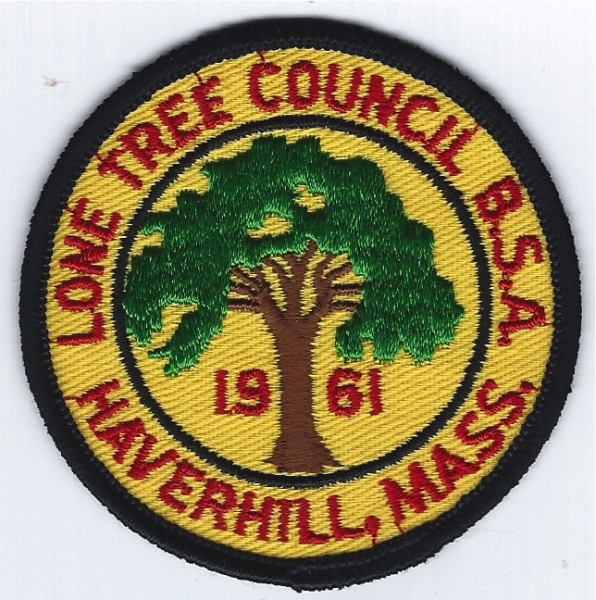 LONE TREE COUNCIL B.S.A.
19 61
HAVERHILL, MASS.